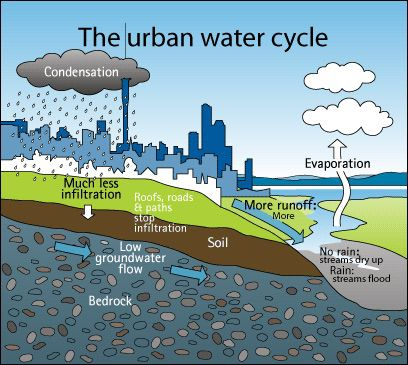 The urban water cycle
Condensation
Evaporation
Much less
infiltration
Roofs, roads
& paths
stop
infiltration
More runoff:
More
Soil
No rain:
streams dry up
Rain:
streams flood
Low
groundwater
flow
Bedrock